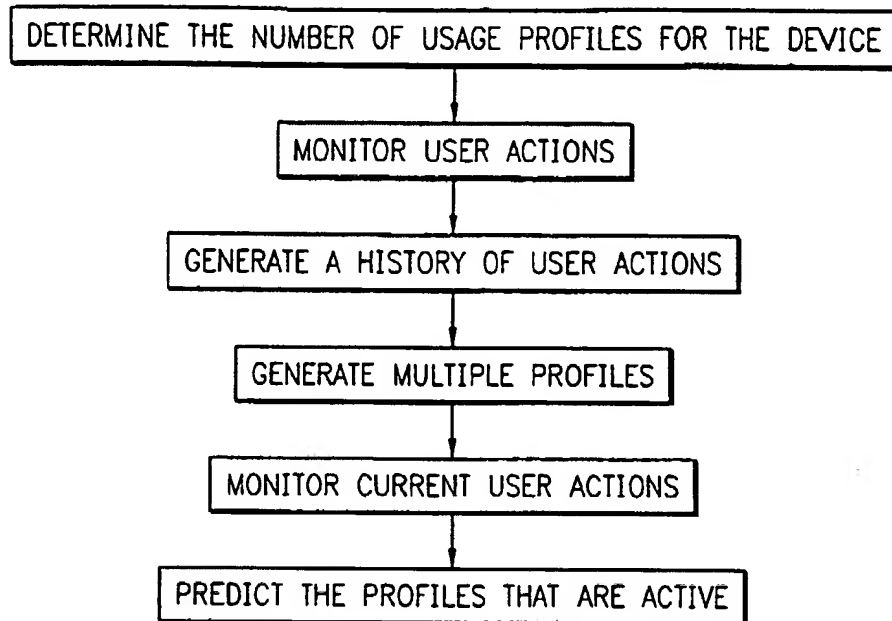 DETERMINE THE NUMBER OF USAGE PROFILES FOR THE DEVICE
MONITOR USER ACTIONS
GENERATE A HISTORY OF USER ACTIONS
GENERATE MULTIPLE PROFILES
MONITOR CURRENT USER ACTIONS
PREDICT THE PROFILES THAT ARE ACTIVE